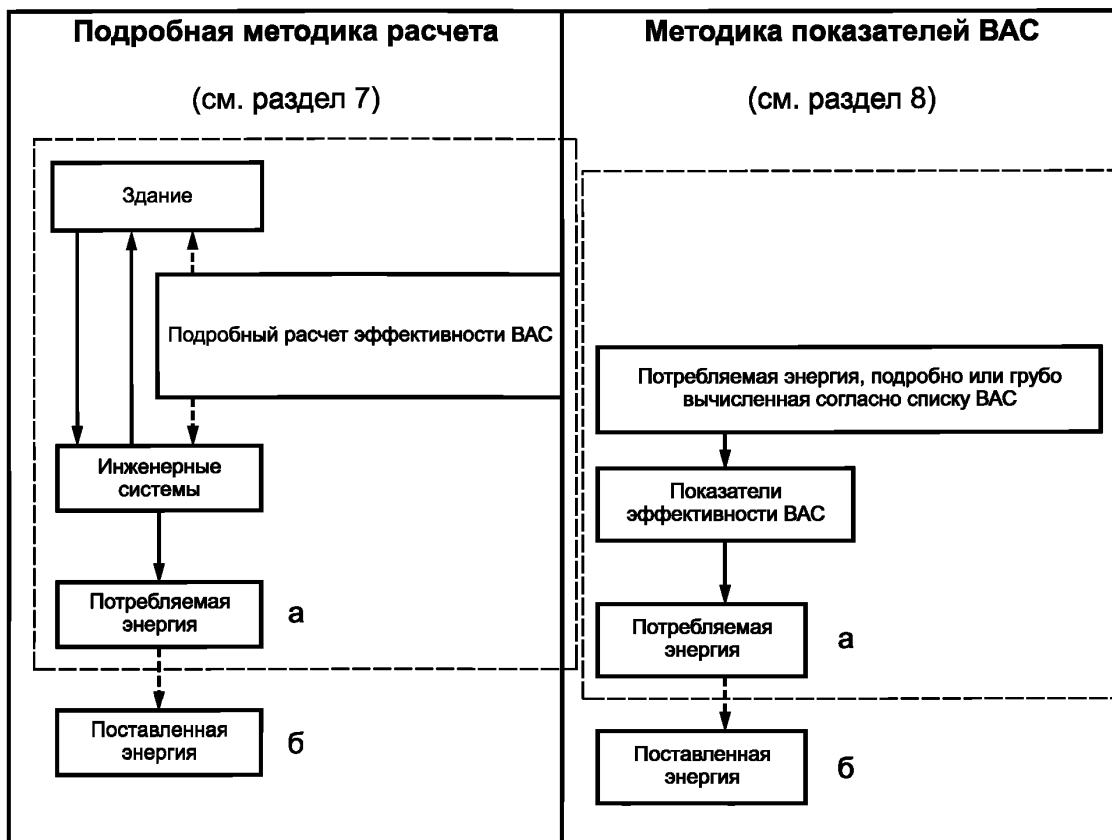 Подробная методика расчета
(см. раздел 7)
Здание
Подробный расчет эффективности ВАС
Инженерные
системы
Потребляемая
энергия
а
Поставленная
энергия
б
Методика показателей ВАС
(см. раздел 8)
Потребляемая энергия, подробно или грубо
вычисленная согласно списку ВАС
Показатели
эффективности ВАС
Потребляемая
энергия
а
Поставленная
энергия
б